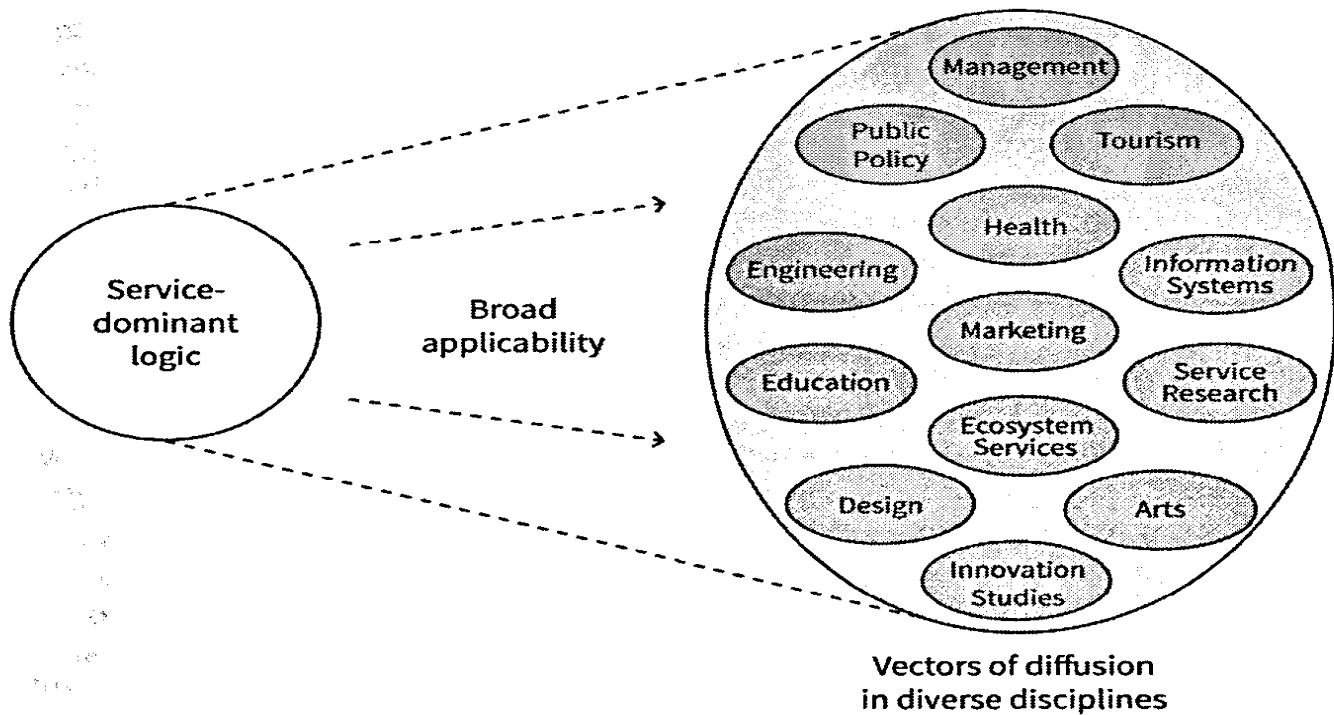 Service-
dominant
logic
Broad
applicability
Management
Public
Policy
Tourism
Health
Engineering
Information
Systems
Marketing
Education
Service
Research
Ecosystem
Services
Design
Arts
Innovation
Studies
Vectors of diffusion
in diverse disciplines